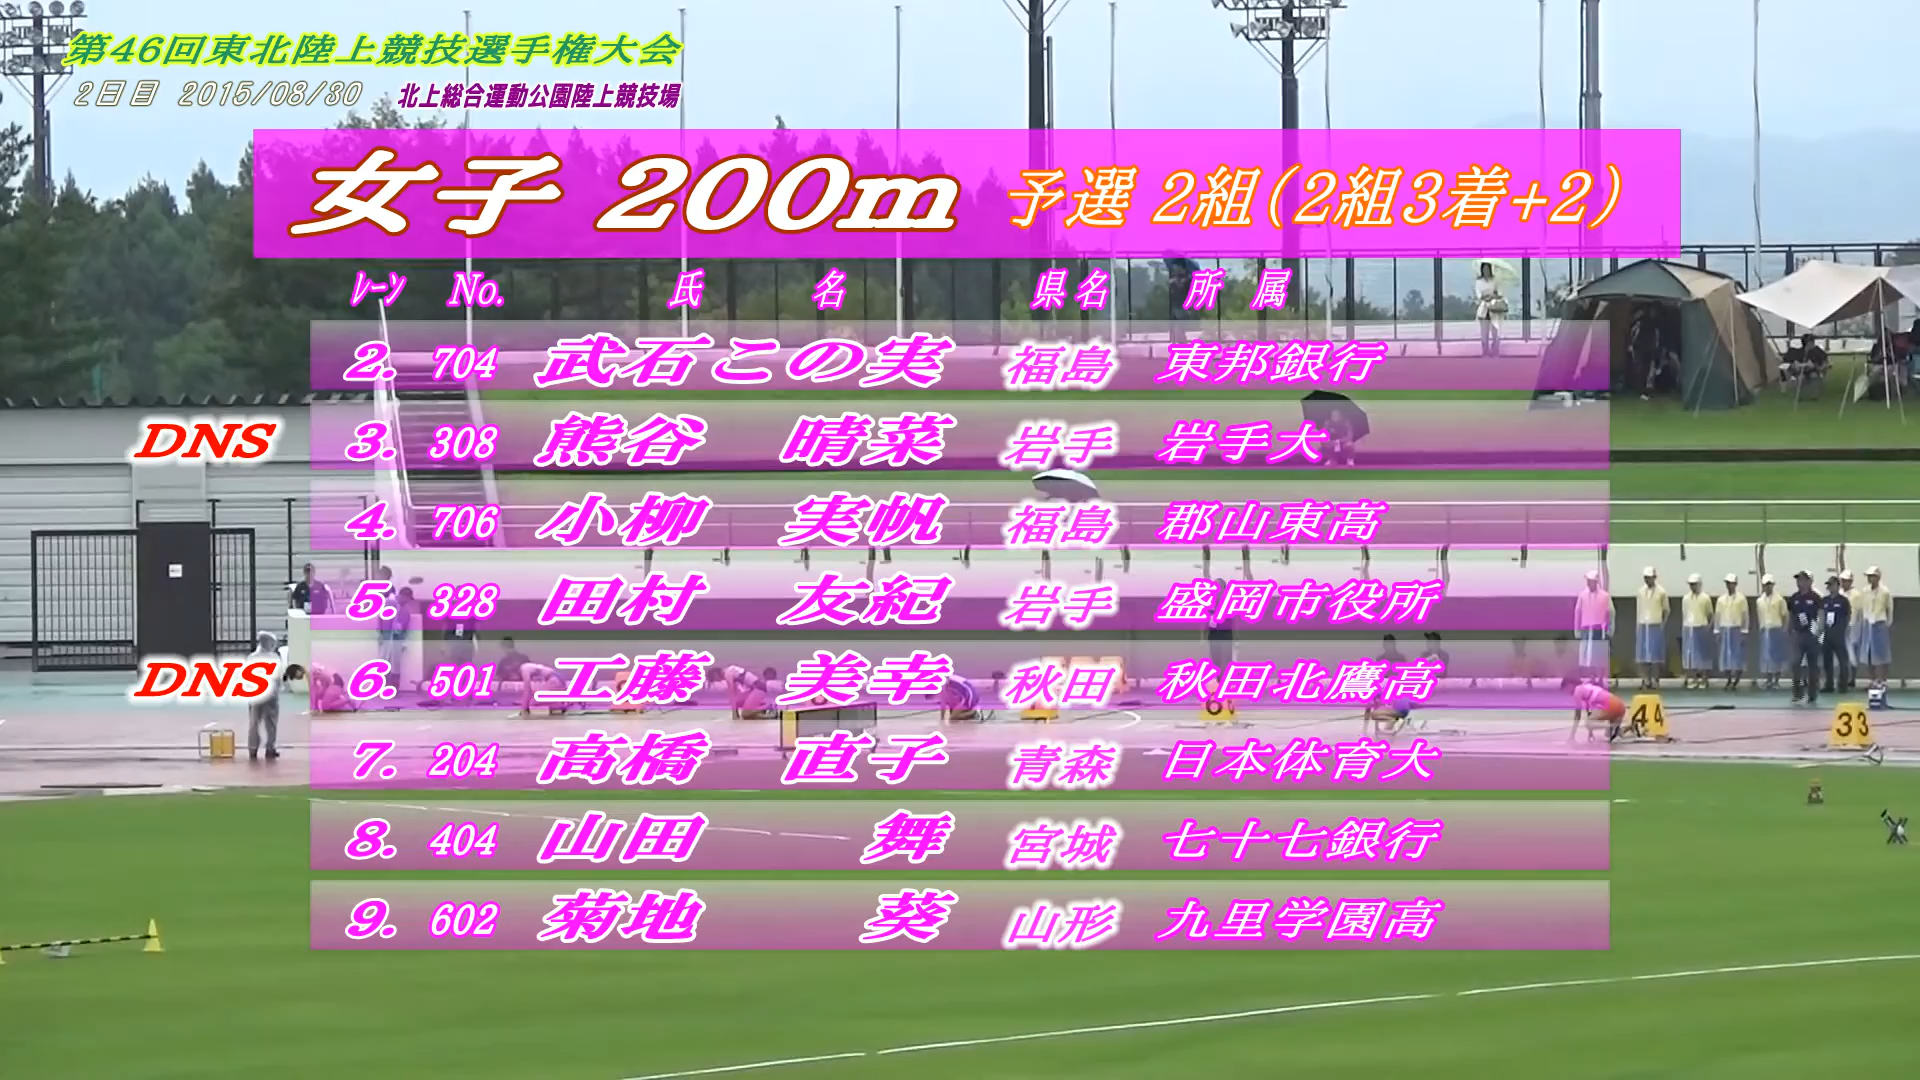 第46回東北陸上競技選手権大会
2日目 2015/08/30 北上総合運動公園陸上競技場
女子 200m 予選 2組(2組3着+2)
ﾚｰﾝ No. 氏 名 県名 所 属
2. 704 武石この実 福島 東邦銀行
DNS 3. 308 熊谷 晴菜 岩手 岩手大
4. 706 小柳 実帆 福島 郡山東高
5. 328 田村 友紀 岩手 盛岡市役所
DNS 6. 501 工藤 美幸 秋田 秋田北鷹高
7. 204 高橋 直子 青森 日本体育大
8. 404 山田 舞 宮城 七十七銀行
9. 602 菊地 葵 山形 九里学園高
44
33